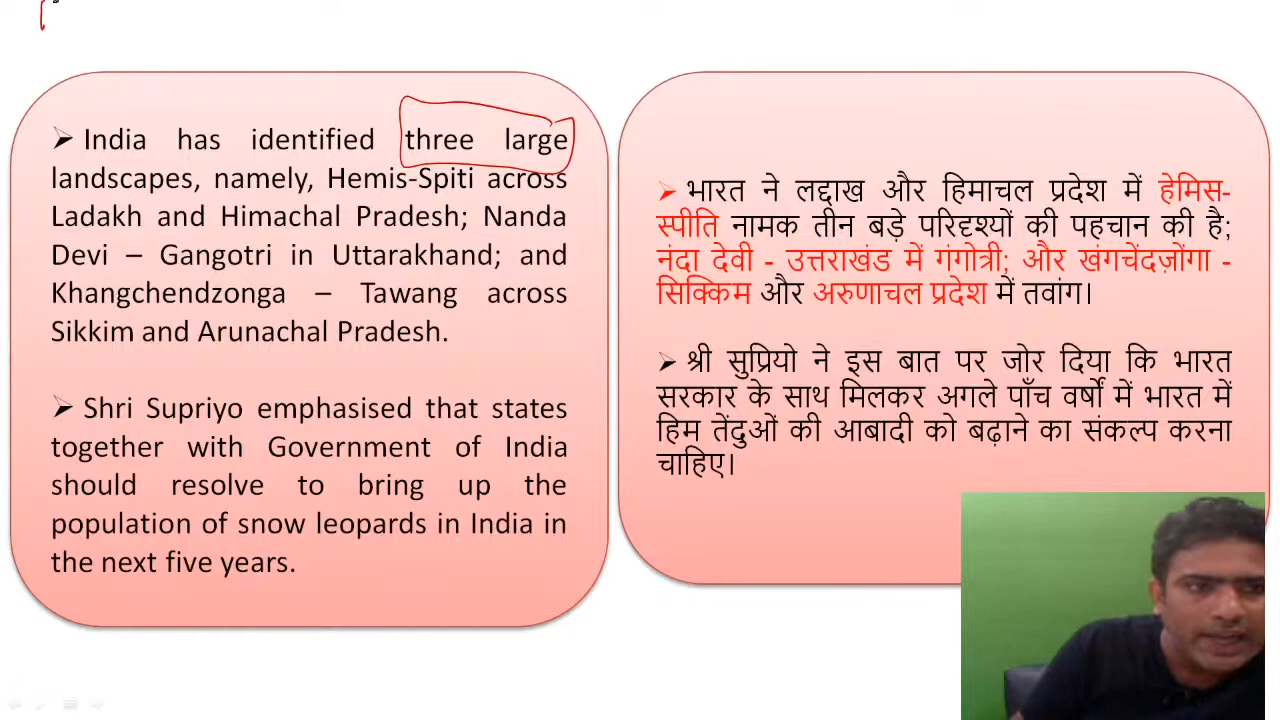 ➢ India has identified three large
landscapes, namely, Hemis-Spiti across
Ladakh and Himachal Pradesh; Nanda
Devi – Gangotri in Uttarakhand; and
Khangchendzonga – Tawang across
Sikkim and Arunachal Pradesh.
➢ Shri Supriyo emphasised that states
together with Government of India
should resolve to bring up the
population of snow leopards in India in
the next five years.
➢ भारत ने लद्दाख और हिमाचल प्रदेश में हेमिस-
स्पीति नामक तीन बड़े परिदृश्यों की पहचान की है;
नंदा देवी - उत्तराखंड में गंगोत्री; और खंगचेंदज़ोंगा -
सिक्किम और अरुणाचल प्रदेश में तवांग।
➢ श्री सुप्रियो ने इस बात पर जोर दिया कि भारत
सरकार के साथ मिलकर अगले पाँच वर्षों में भारत में
हिम तेंदुओं की आबादी को बढ़ाने का संकल्प करना
चाहिए।